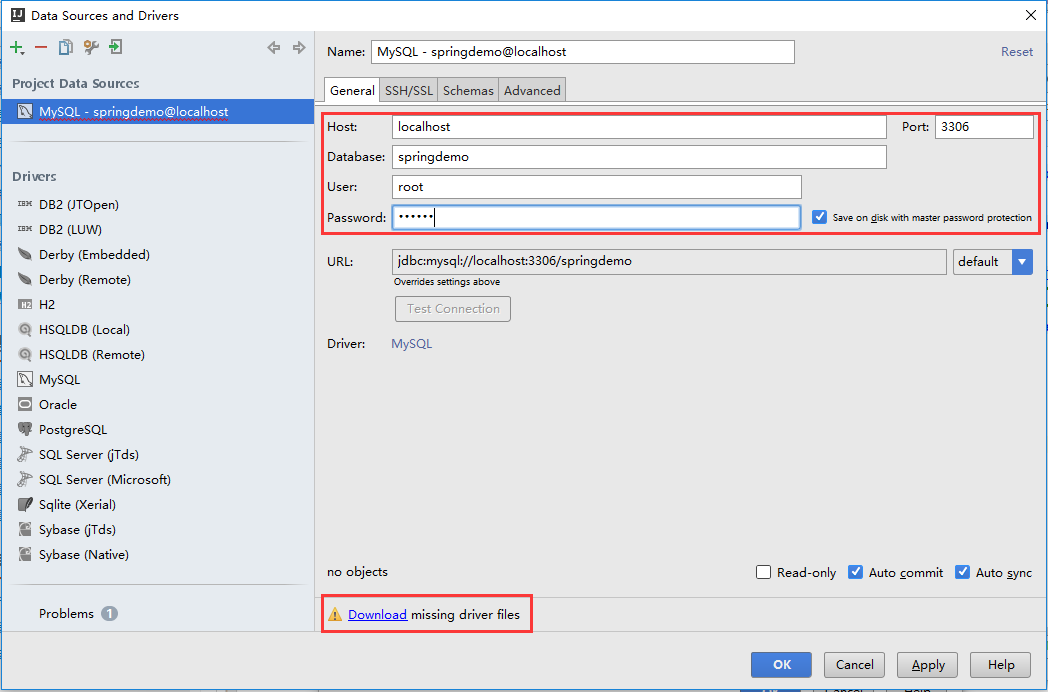 Data Sources and Drivers
Name: MySQL - springdemo@localhost Reset
Project Data Sources
General SSH/SSL Schemas Advanced
MySQL - springdemo@localhost
Host: localhost Port: 3306
Database: springdemo
User: root
Password: •••••• Save on disk with master password protection
URL: jdbc:mysql://localhost:3306/springdemo default
Overrides settings above
Test Connection
Driver: MySQL
Drivers
IBM DB2 (JTOpen)
IBM DB2 (LUW)
Derby (Embedded)
Derby (Remote)
H2 H2
HSQLDB (Local)
HSQLDB (Remote)
MySQL
Oracle
PostgreSQL
SQL Server (jTds)
SQL Server (Microsoft)
Sqlite (Xerial)
Sybase (jTds)
Sybase (Native)
no objects Read-only Auto commit Auto sync
Problems 1
Download missing driver files
OK Cancel Apply Help